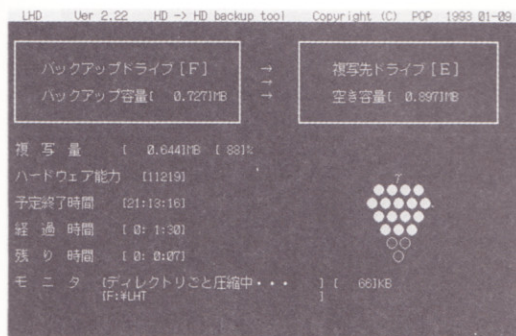 LHD Ver 2.22 HD -> HD backup tool Copyright (C) POP 1993 01-09
バックアップドライブ [F] → 複写先ドライブ [E]
→
バックアップ容量[ 0.727]MB → 空き容量[ 0.897]MB
複 写 量 [ 0.644]MB [ 88]%
ハードウェア能力 [11219]
予定終了時間 [21:13:16]
経 過 時間 [ 0: 1:30]
残 り 時間 [ 0: 0:07]
モ ニ タ [ディレクトリごと圧縮中・・・ ] [ 66]KB
[F:¥LHT ]